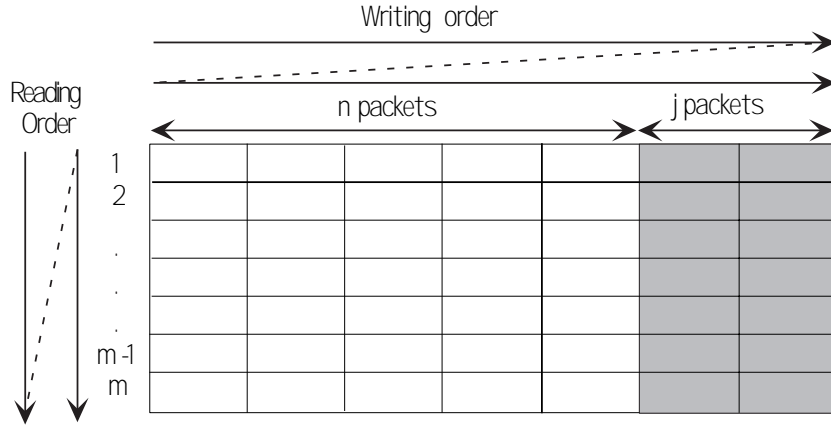 Writing order
Reading
Order
n packets
j packets
1
2
.
.
.
m-1
m